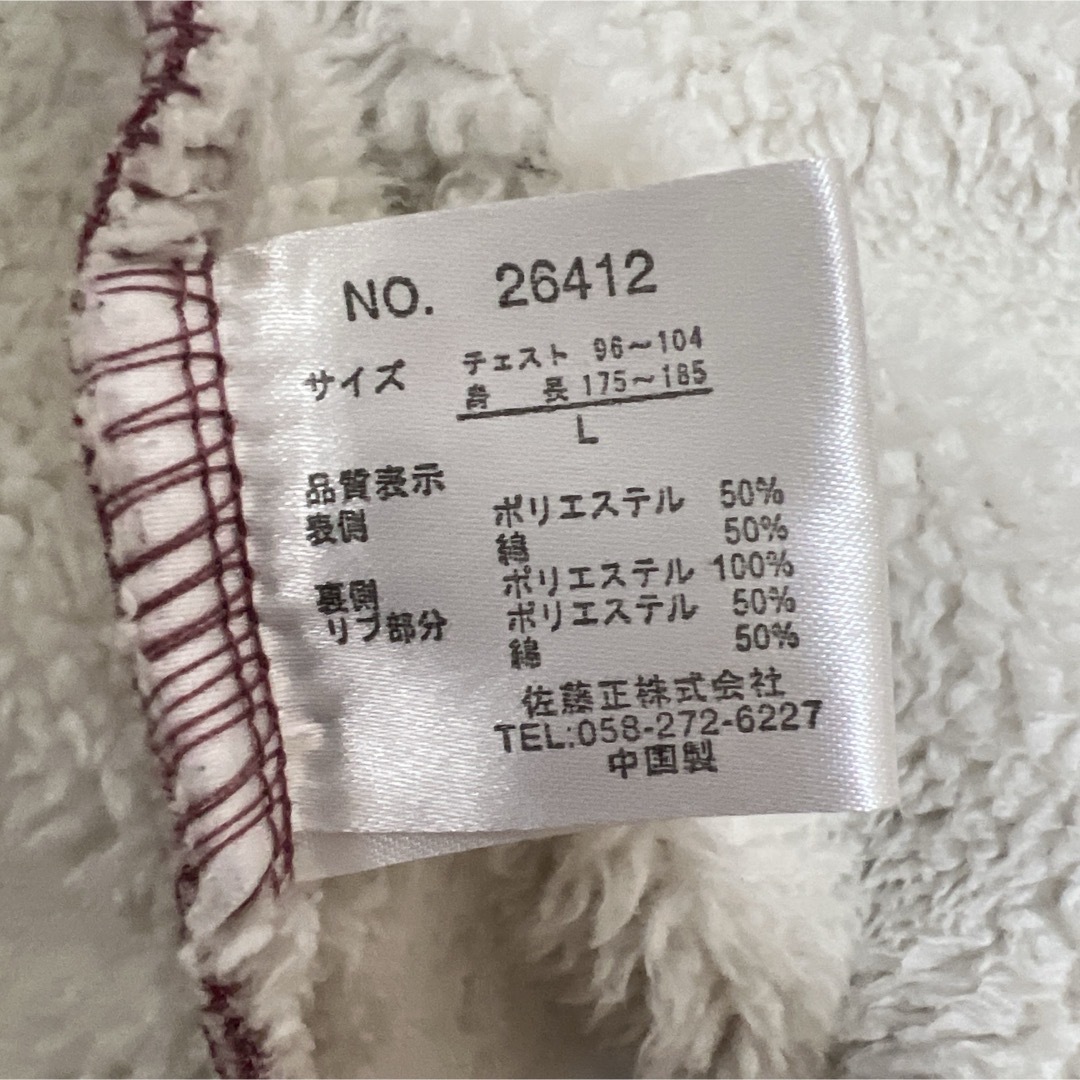 NO. 26412
サイズ チェスト 96～104
身 長 175～185
L
品質表示
表側 ポリエステル 50%
綿 50%
裏側 ポリエステル 100%
リブ部分 ポリエステル 50%
綿 50%
佐藤正株式会社
TEL:058-272-6227
中国製